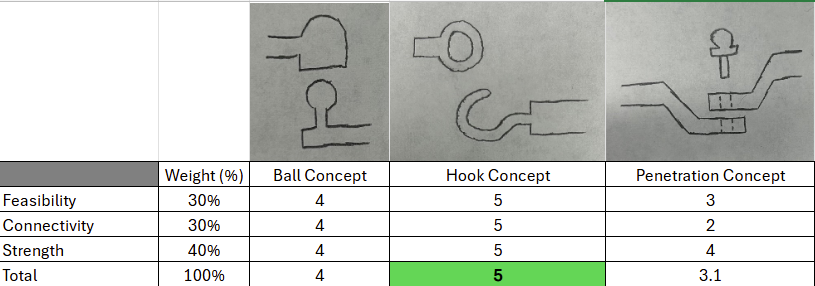 Weight (%) Ball Concept Hook Concept Penetration Concept
Feasibility 30% 4 5 3
Connectivity 30% 4 5 2
Strength 40% 4 5 4
Total 100% 4 5 3.1